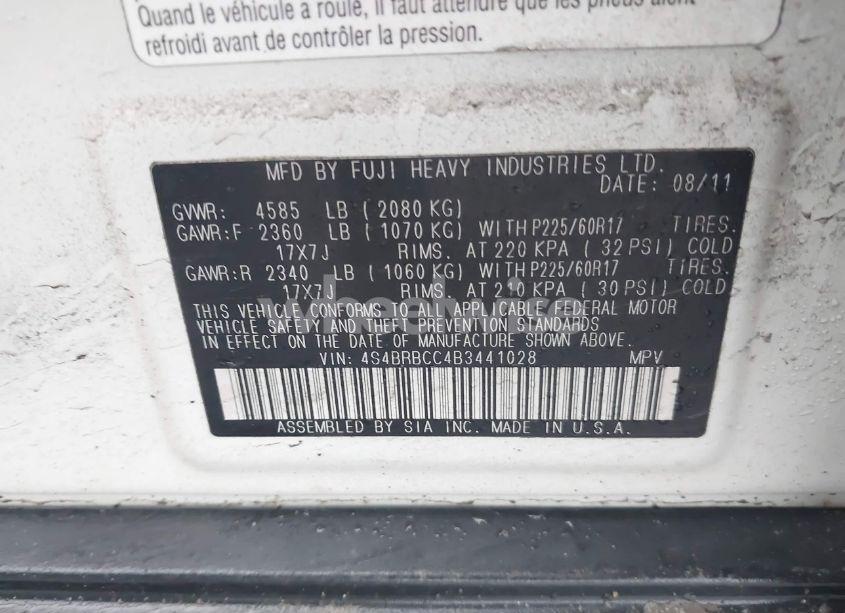 Quand le véhicule a roulé, il faut attendre que les pneus aient
refroidi avant de contrôler la pression.
MFD BY FUJI HEAVY INDUSTRIES LTD.
DATE: 08/11
GVWR: 4585 LB ( 2080 KG)
GAWR:F 2360 LB ( 1070 KG) WITH P225/60R17 TIRES.
17X7J RIMS. AT 220 KPA ( 32 PSI) COLD
GAWR:R 2340 LB ( 1060 KG) WITH P225/60R17 TIRES.
17X7J RIMS. AT 210 KPA ( 30 PSI) COLD
THIS VEHICLE CONFORMS TO ALL APPLICABLE FEDERAL MOTOR
VEHICLE SAFETY AND THEFT PREVENTION STANDARDS
IN EFFECT ON THE DATE OF MANUFACTURE SHOWN ABOVE.
VIN: 4S4BRBCC4B3441028 MPV
ASSEMBLED BY SIA INC. MADE IN U.S.A.